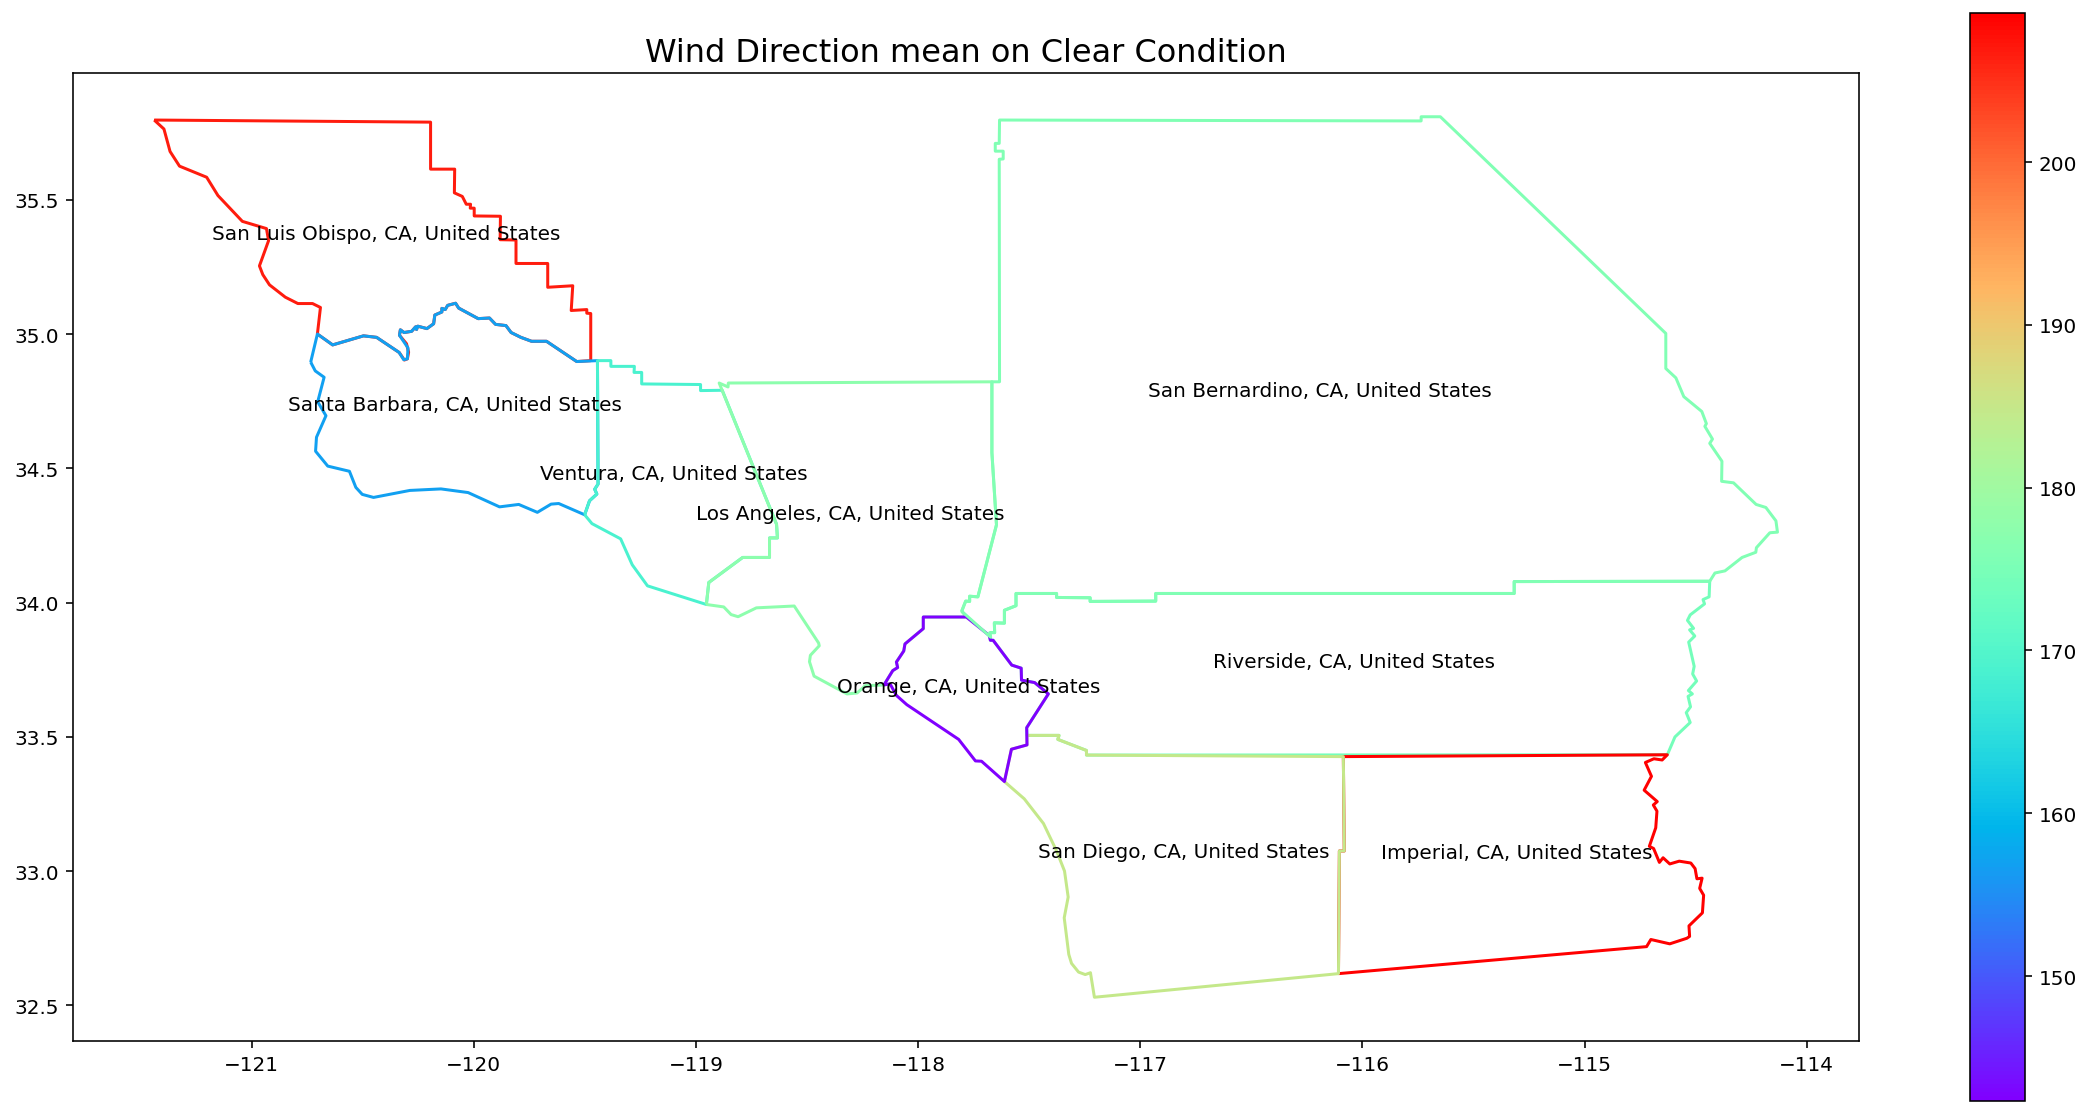 Wind Direction mean on Clear Condition
200
35.5
San Luis Obispo, CA, United States
190
35.0
San Bernardino, CA, United States
Santa Barbara, CA, United States
34.5
Ventura, CA, United States
180
Los Angeles, CA, United States
34.0
170
Riverside, CA, United States
Orange, CA, United States
33.5
160
San Diego, CA, United States
Imperial, CA, United States
33.0
150
32.5
−121
−120
−119
−118
−117
−116
−115
−114